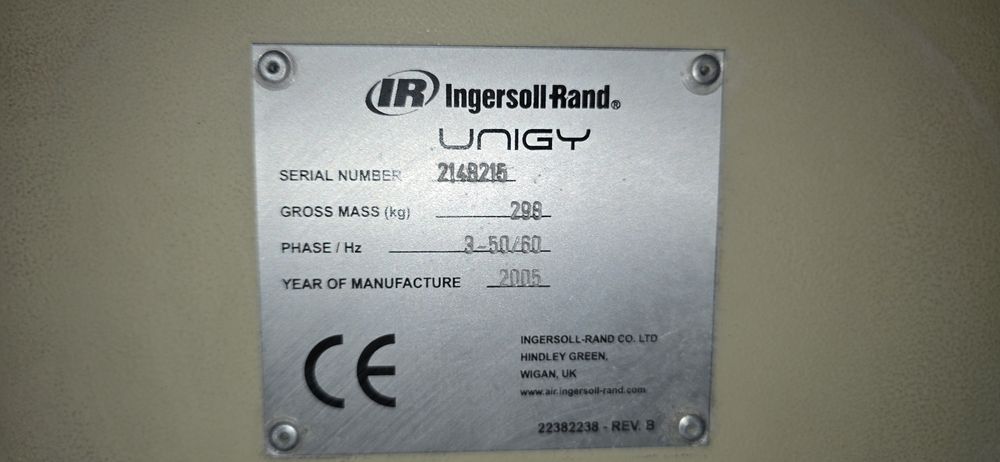 IR Ingersoll-Rand®
UNIGY
SERIAL NUMBER 2148215
GROSS MASS (kg) 298
PHASE / Hz 3-50/60
YEAR OF MANUFACTURE 2005
CE
INGERSOLL-RAND CO. LTD
HINDLEY GREEN,
WIGAN, UK
www.air.ingersoll-rand.com
22382238 - REV. B